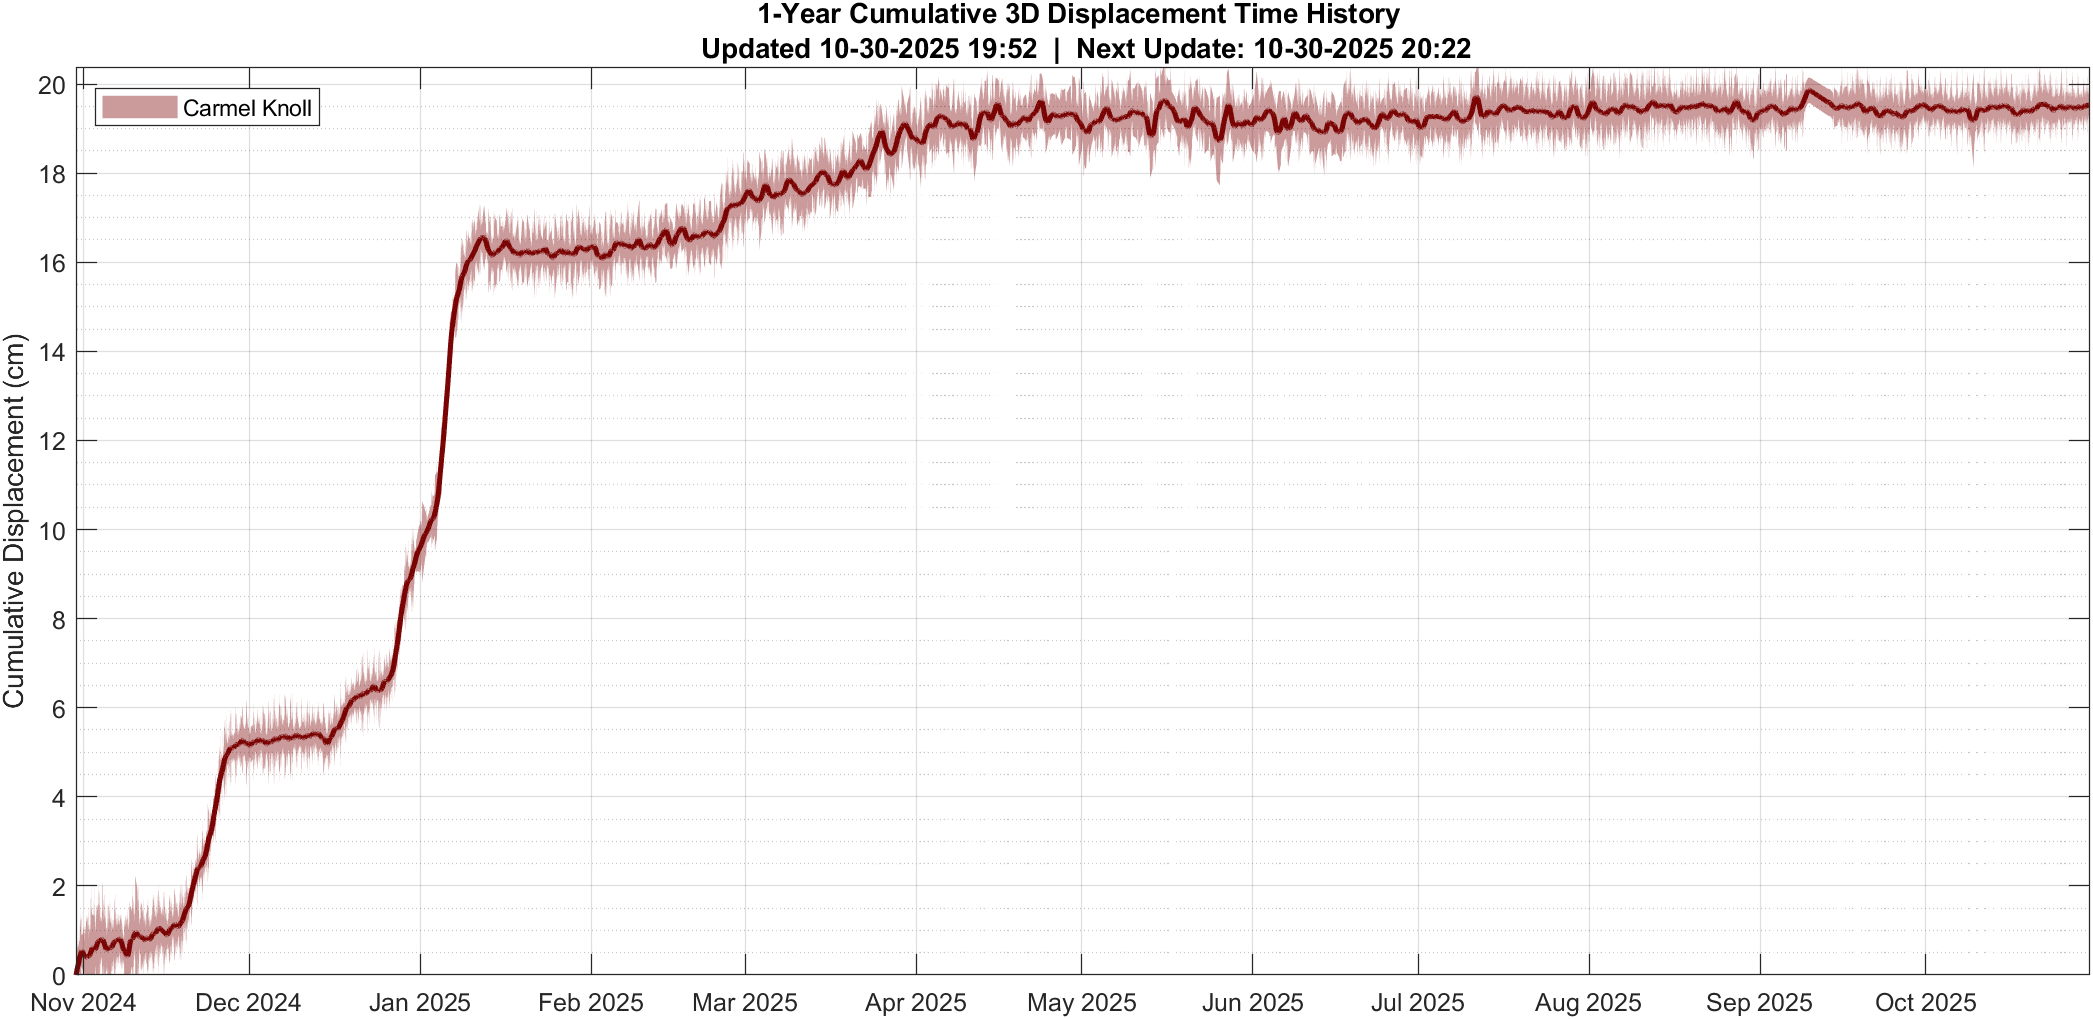 1-Year Cumulative 3D Displacement Time History
Updated 10-30-2025 19:52 | Next Update: 10-30-2025 20:22
Carmel Knoll
Cumulative Displacement (cm)
20
18
16
14
12
10
8
6
4
2
0
Nov 2024 Dec 2024 Jan 2025 Feb 2025 Mar 2025 Apr 2025 May 2025 Jun 2025 Jul 2025 Aug 2025 Sep 2025 Oct 2025